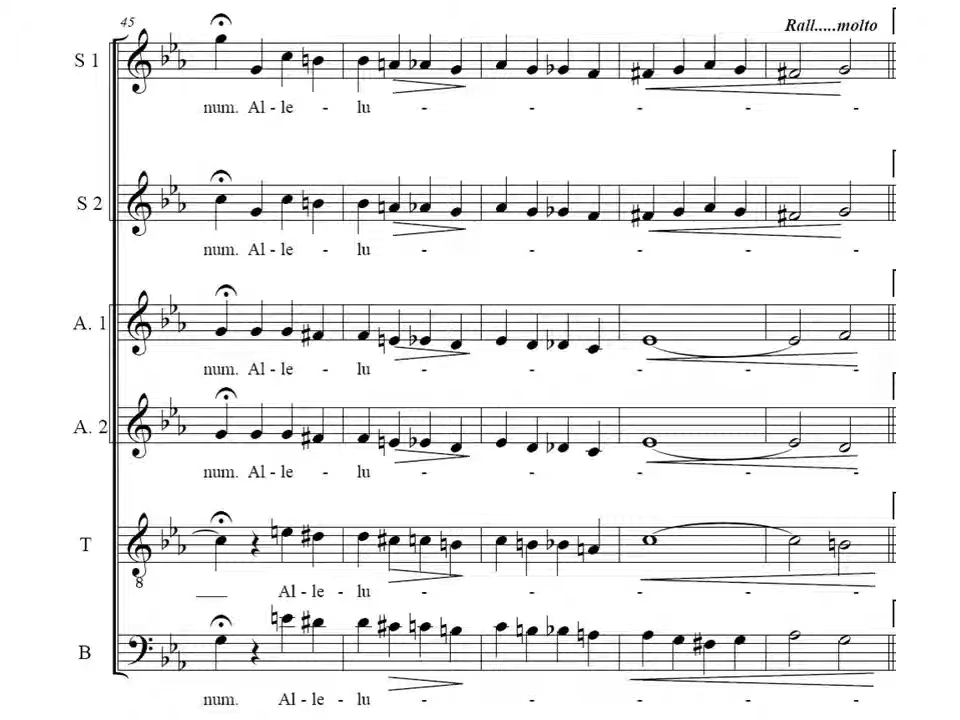 45
Rall.....molto
S 1
num. Al - le - lu - - - - -
S 2
num. Al - le - lu - - - - -
A. 1
num. Al - le - lu - - - - -
A. 2
num. Al - le - lu - - - - -
T
8
___ Al - le - lu - - - - -
B
num. Al - le - lu - - - - -